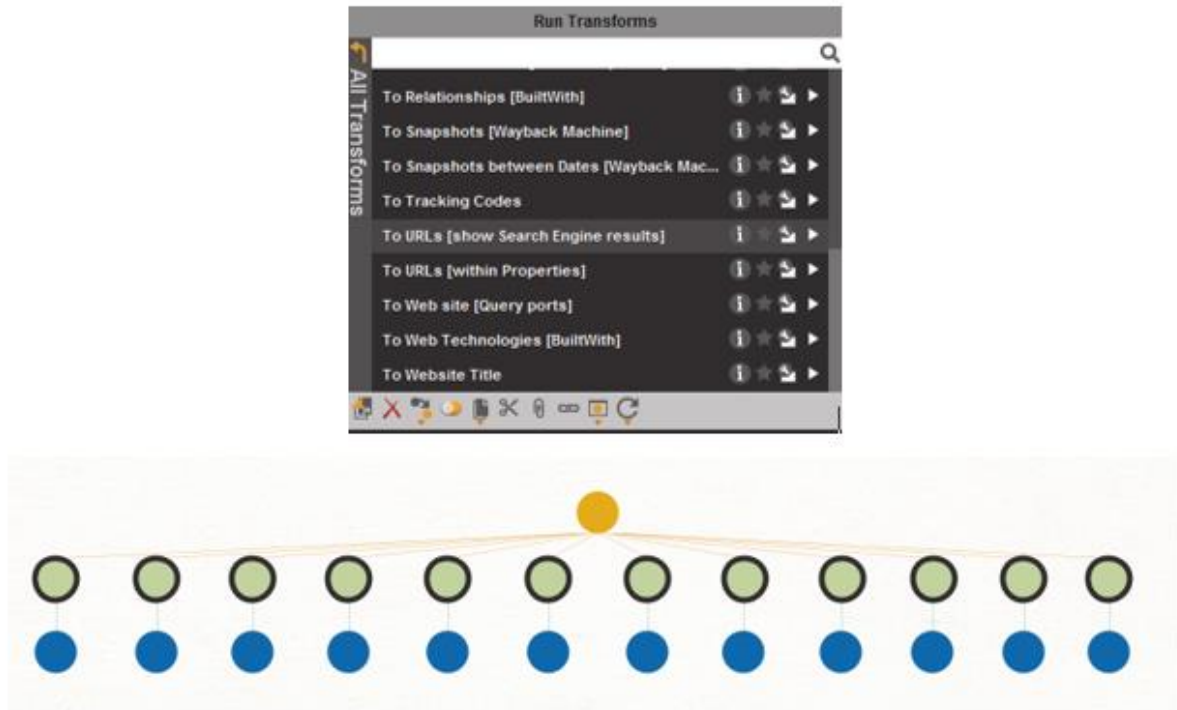 Run Transforms
All Transforms
To Relationships [BuiltWith]
To Snapshots [Wayback Machine]
To Snapshots between Dates [Wayback Mac...
To Tracking Codes
To URLs [show Search Engine results]
To URLs [within Properties]
To Web site [Query ports]
To Web Technologies [BuiltWith]
To Website Title